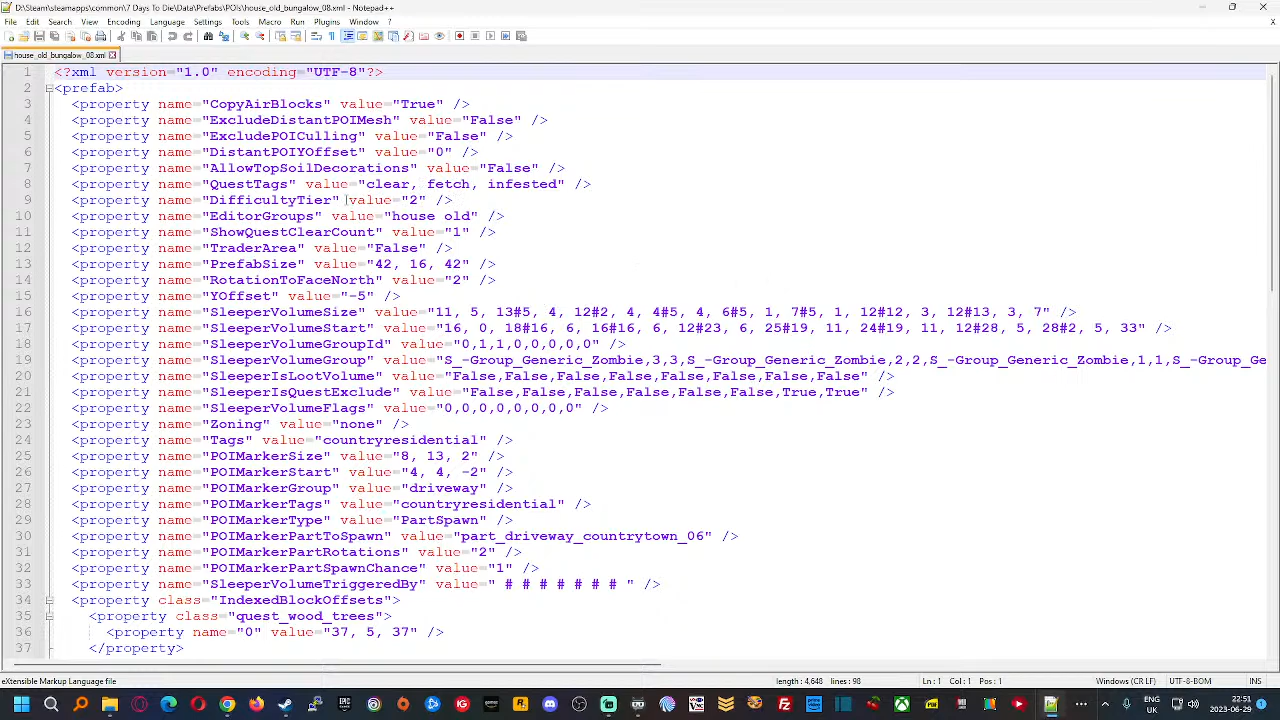 D:\Steam\steamapps\common\7 Days To Die\Data\Prefabs\POIs\house_old_bungalow_08.xml - Notepad++
File Edit Search View Encoding Language Settings Tools Macro Run Plugins Window ?
house_old_bungalow_08.xml
1 <?xml version="1.0" encoding="UTF-8"?>
2 <prefab>
3 <property name="CopyAirBlocks" value="True" />
4 <property name="ExcludeDistantPOIMesh" value="False" />
5 <property name="ExcludePOICulling" value="False" />
6 <property name="DistantPOIYOffset" value="0" />
7 <property name="AllowTopSoilDecorations" value="False" />
8 <property name="QuestTags" value="clear, fetch, infested" />
9 <property name="DifficultyTier" value="2" />
10 <property name="EditorGroups" value="house old" />
11 <property name="ShowQuestClearCount" value="1" />
12 <property name="TraderArea" value="False" />
13 <property name="PrefabSize" value="42, 16, 42" />
14 <property name="RotationToFaceNorth" value="2" />
15 <property name="YOffset" value="-5" />
16 <property name="SleeperVolumeSize" value="11, 5, 13#5, 4, 12#2, 4, 4#5, 4, 6#5, 1, 7#5, 1, 12#12, 3, 12#13, 3, 7" />
17 <property name="SleeperVolumeStart" value="16, 0, 18#16, 6, 16#16, 6, 12#23, 6, 25#19, 11, 24#19, 11, 12#28, 5, 28#2, 5, 33" />
18 <property name="SleeperVolumeGroupId" value="0,1,1,0,0,0,0,0" />
19 <property name="SleeperVolumeGroup" value="S_-Group_Generic_Zombie,3,3,S_-Group_Generic_Zombie,2,2,S_-Group_Generic_Zombie,1,1,S_-Group_Ge
20 <property name="SleeperIsLootVolume" value="False,False,False,False,False,False,False,False" />
21 <property name="SleeperIsQuestExclude" value="False,False,False,False,False,False,True,True" />
22 <property name="SleeperVolumeFlags" value="0,0,0,0,0,0,0,0" />
23 <property name="Zoning" value="none" />
24 <property name="Tags" value="countryresidential" />
25 <property name="POIMarkerSize" value="8, 13, 2" />
26 <property name="POIMarkerStart" value="4, 4, -2" />
27 <property name="POIMarkerGroup" value="driveway" />
28 <property name="POIMarkerTags" value="countryresidential" />
29 <property name="POIMarkerType" value="PartSpawn" />
30 <property name="POIMarkerPartToSpawn" value="part_driveway_countrytown_06" />
31 <property name="POIMarkerPartRotations" value="2" />
32 <property name="POIMarkerPartSpawnChance" value="1" />
33 <property name="SleeperVolumeTriggeredBy" value=" # # # # # # # " />
34 <property class="IndexedBlockOffsets">
35 <property class="quest_wood_trees">
36 <property name="0" value="37, 5, 37" />
37 </property>
eXtensible Markup Language file length : 4,648 lines : 98 Ln : 1 Col : 1 Pos : 1 Windows (CR LF) UTF-8-BOM INS
ENG
UK
22:51
2023-06-29